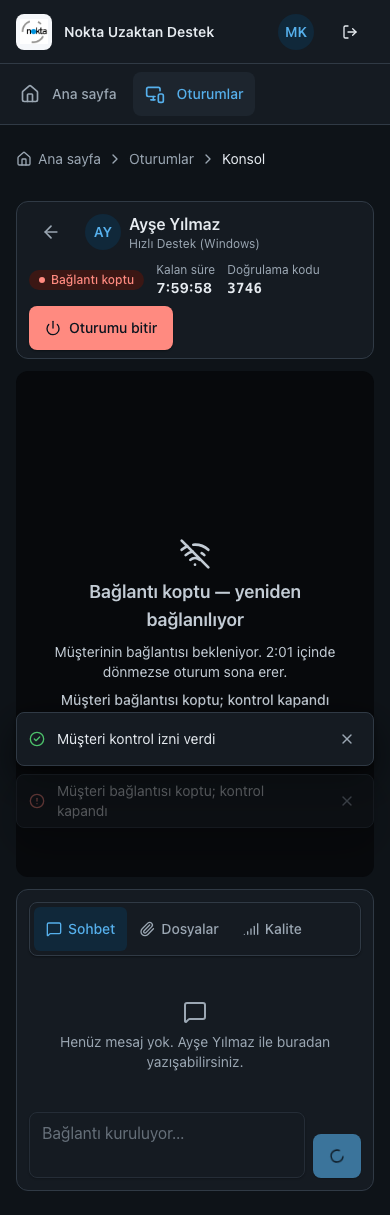 nokta
Nokta Uzaktan Destek
MK
Ana sayfa
Oturumlar
Ana sayfa > Oturumlar > Konsol
AY
Ayşe Yılmaz
Hızlı Destek (Windows)
Bağlantı koptu
Kalan süre
7:59:58
Doğrulama kodu
3746
Oturumu bitir
Bağlantı koptu — yeniden
bağlanılıyor
Müşterinin bağlantısı bekleniyor. 2:01 içinde
dönmezse oturum sona erer.
Müşteri bağlantısı koptu; kontrol kapandı
Müşteri kontrol izni verdi
Müşteri bağlantısı koptu; kontrol
kapandı
Sohbet
Dosyalar
Kalite
Henüz mesaj yok. Ayşe Yılmaz ile buradan
yazışabilirsiniz.
Bağlantı kuruluyor...